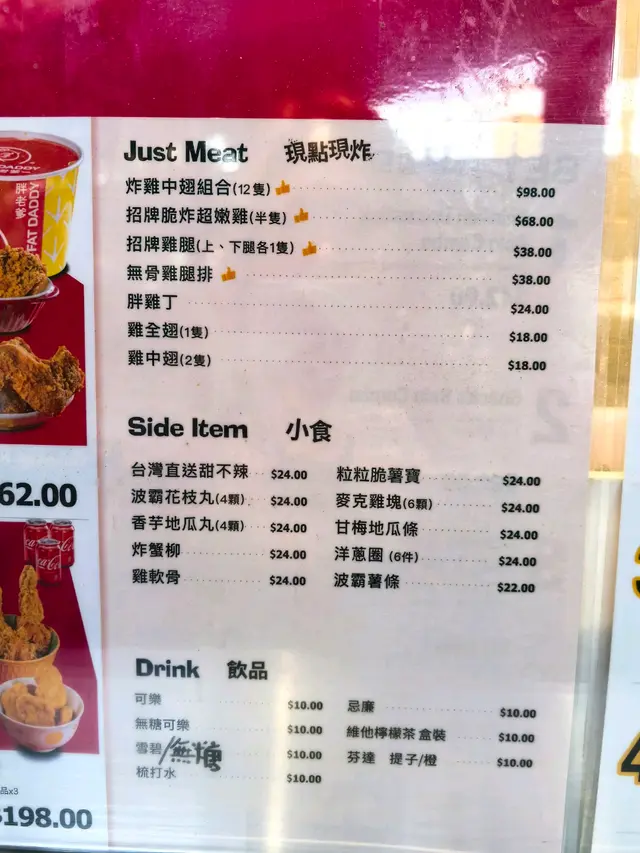 DADDY
FAT DADDY
62.00
品x3
$198.00
Just Meat 現點現炸
炸雞中翅組合(12隻) $98.00
招牌脆炸超嫩雞(半隻) $68.00
招牌雞腿(上、下腿各1隻) $38.00
無骨雞腿排 $38.00
胖雞丁 $24.00
雞全翅(1隻) $18.00
雞中翅(2隻) $18.00
Side Item 小食
台灣直送甜不辣 $24.00 粒粒脆薯寶 $24.00
波霸花枝丸(4顆) $24.00 麥克雞塊(6顆) $24.00
香芋地瓜丸(4顆) $24.00 甘梅地瓜條 $24.00
炸蟹柳 $24.00 洋蔥圈(6件) $24.00
雞軟骨 $24.00 波霸薯條 $22.00
Drink 飲品
可樂 $10.00 忌廉 $10.00
無糖可樂 $10.00 維他檸檬茶 盒裝 $10.00
雪碧/無糖 $10.00 芬達 提子/橙 $10.00
梳打水 $10.00